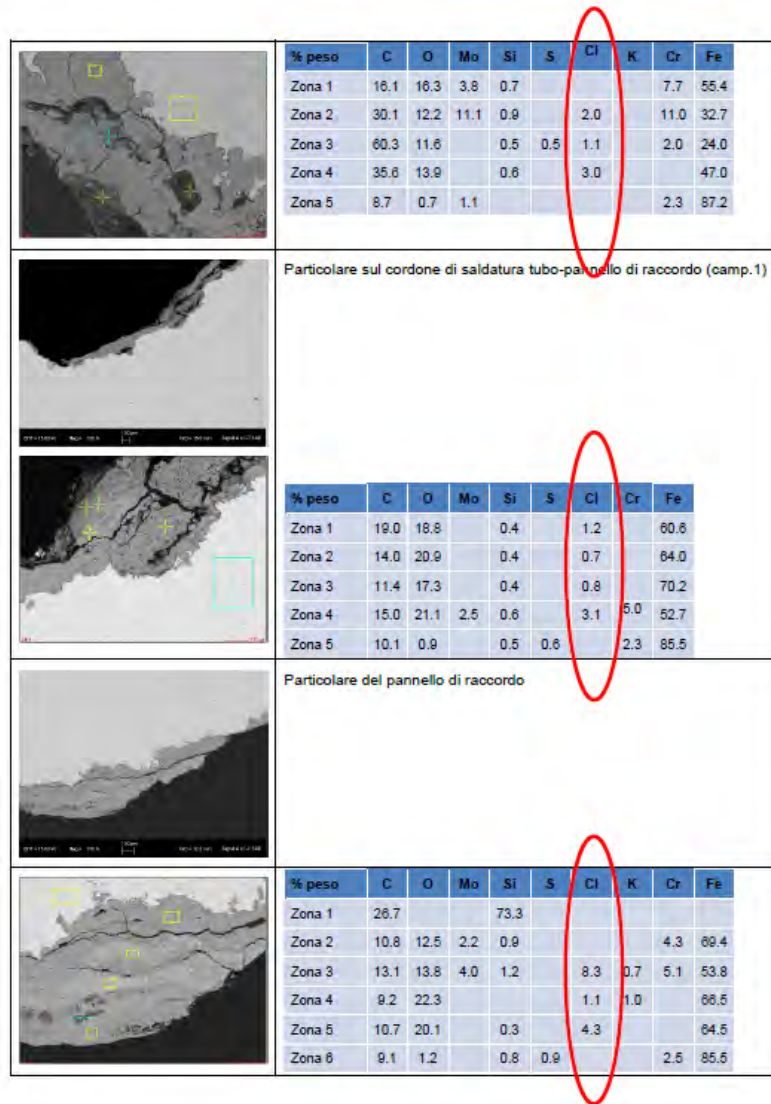 % peso C O Mo Si S Cl K Cr Fe
Zona 1 16.1 16.3 3.8 0.7 7.7 55.4
Zona 2 30.1 12.2 11.1 0.9 2.0 11.0 32.7
Zona 3 60.3 11.6 0.5 0.5 1.1 2.0 24.0
Zona 4 35.6 13.9 0.6 3.0 47.0
Zona 5 8.7 0.7 1.1 2.3 87.2
Particolare sul cordone di saldatura tubo-pannello di raccordo (camp.1)
% peso C O Mo Si S Cl Cr Fe
Zona 1 19.0 18.8 0.4 1.2 60.6
Zona 2 14.0 20.9 0.4 0.7 64.0
Zona 3 11.4 17.3 0.4 0.8 70.2
Zona 4 15.0 21.1 2.5 0.6 3.1 5.0 52.7
Zona 5 10.1 0.9 0.5 0.6 2.3 85.5
Particolare del pannello di raccordo
% peso C O Mo Si S Cl K Cr Fe
Zona 1 26.7 73.3
Zona 2 10.8 12.5 2.2 0.9 4.3 69.4
Zona 3 13.1 13.8 4.0 1.2 8.3 0.7 5.1 53.8
Zona 4 9.2 22.3 1.1 1.0 66.5
Zona 5 10.7 20.1 0.3 4.3 64.5
Zona 6 9.1 1.2 0.8 0.9 2.5 85.5